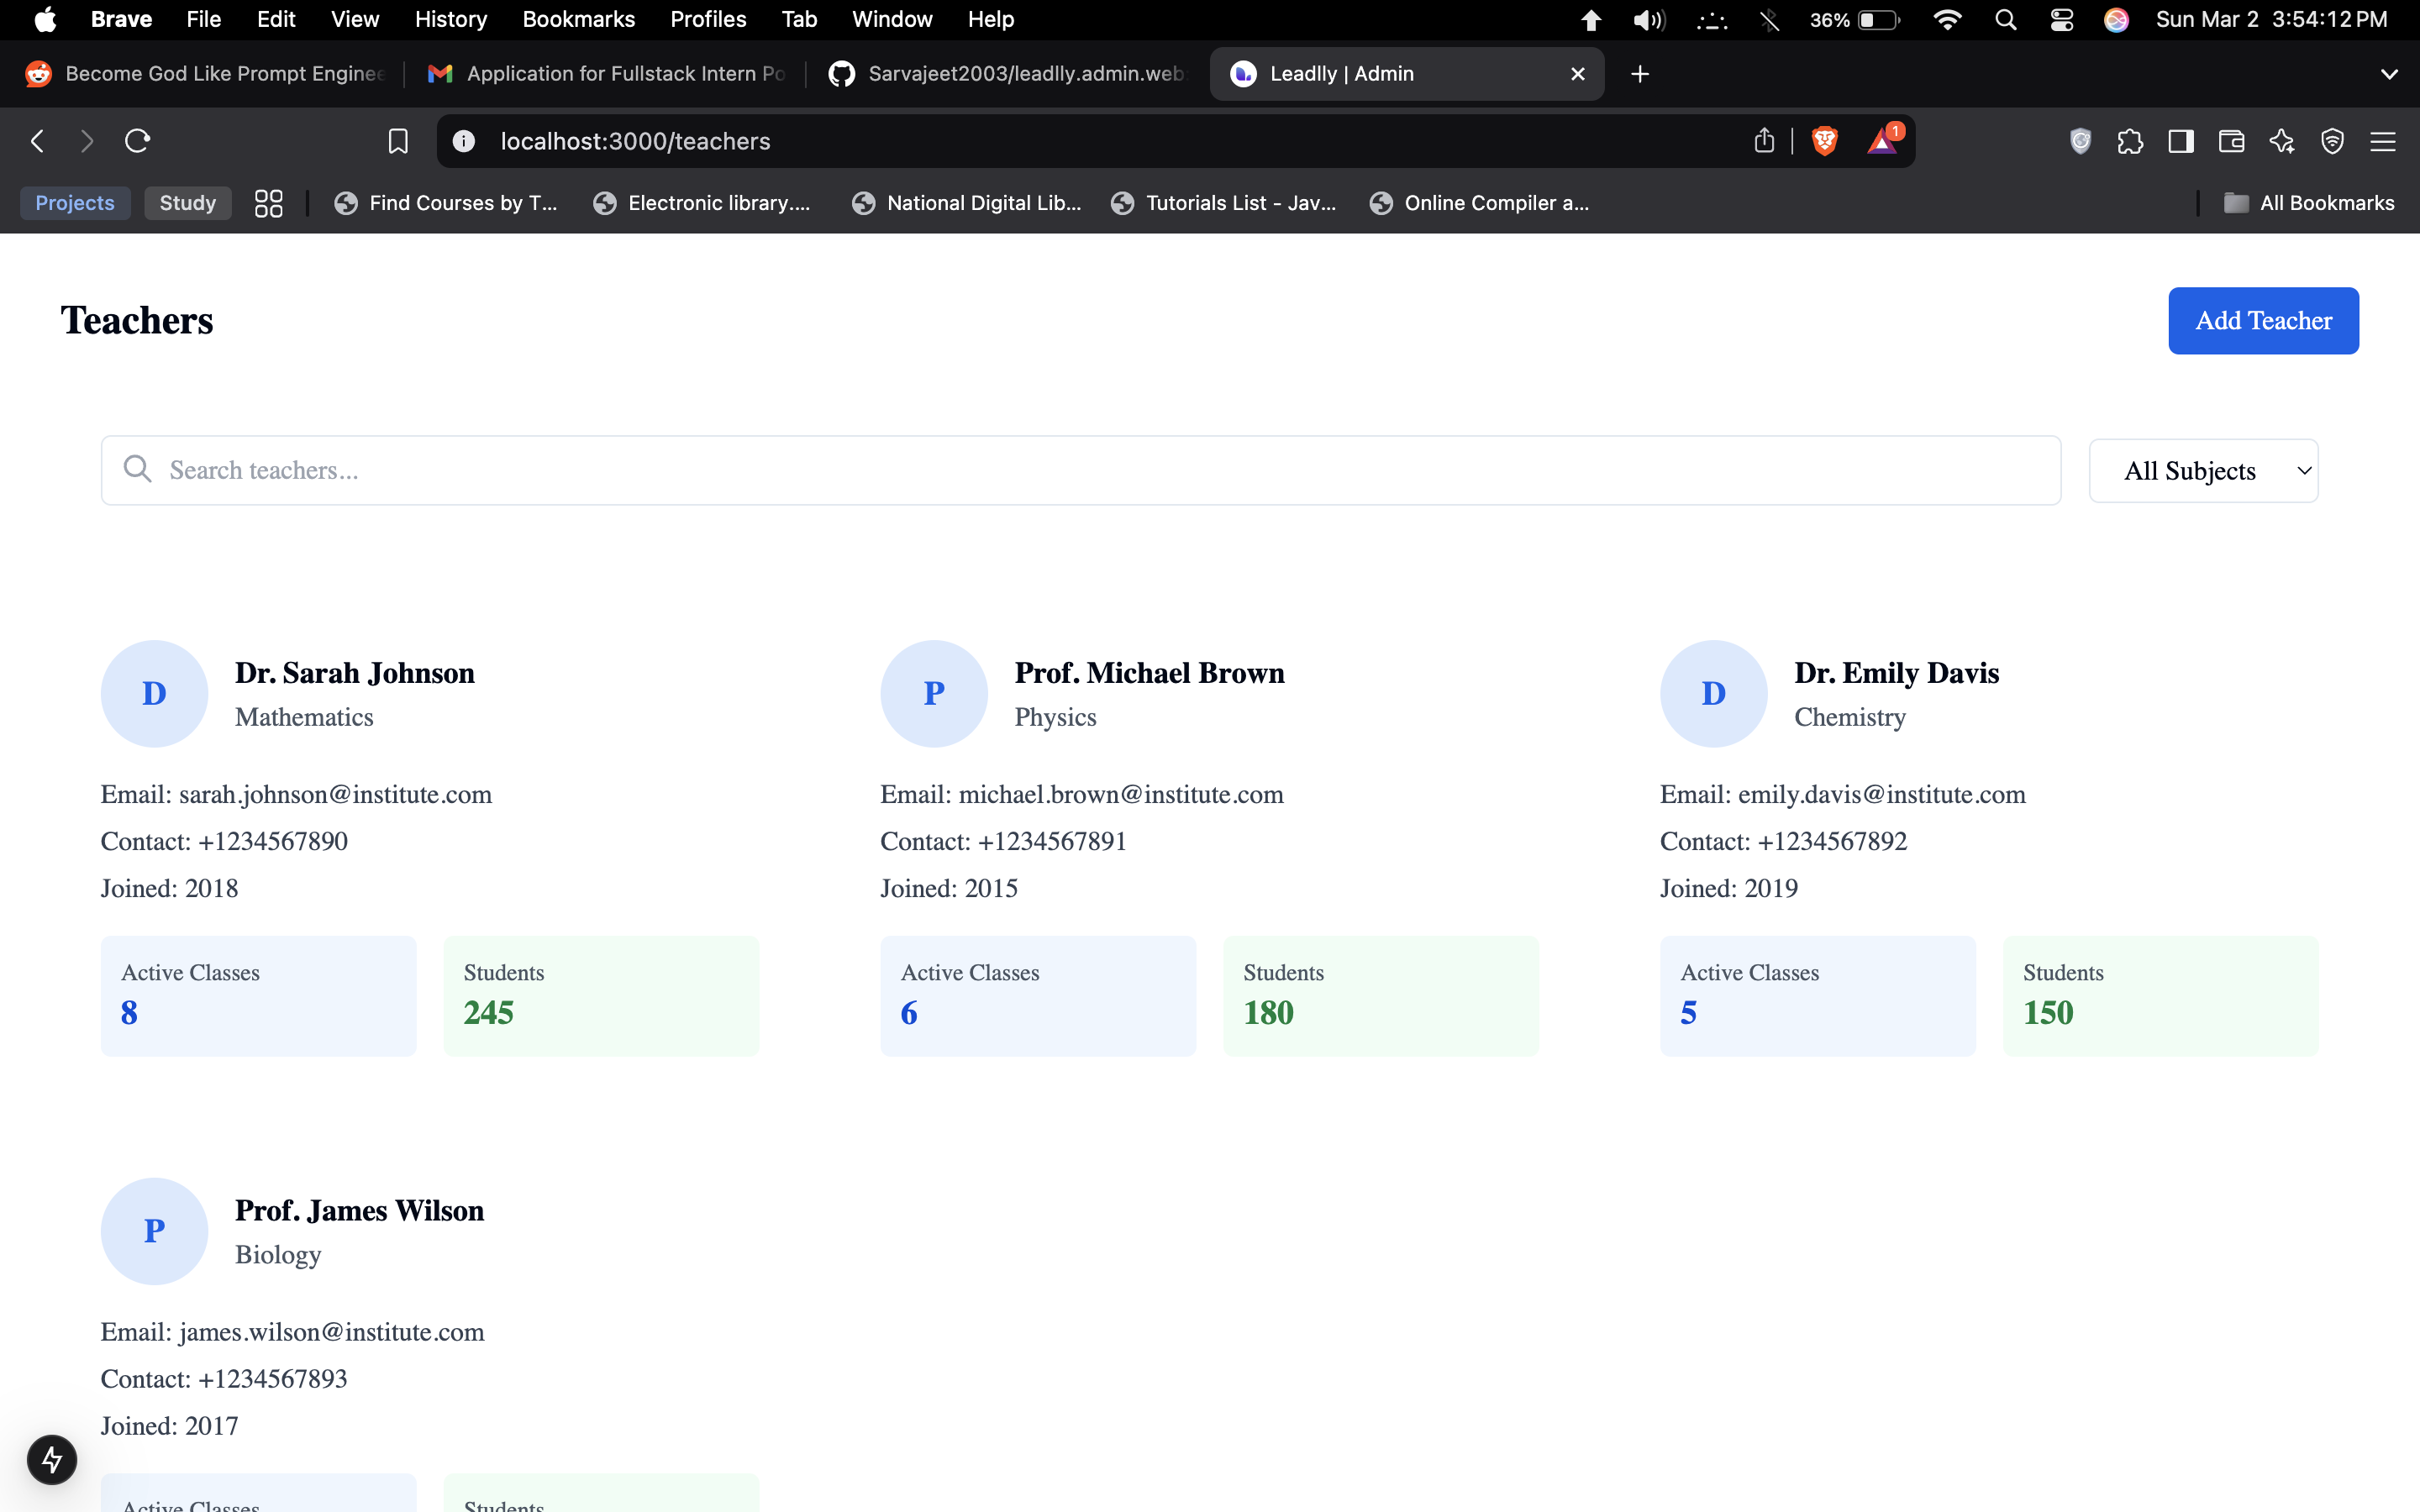 Brave File Edit View History Bookmarks Profiles Tab Window Help 36% Sun Mar 2 3:54:12 PM
Become God Like Prompt Enginee Application for Fullstack Intern Po Sarvajeet2003/leadlly.admin.web Leadlly | Admin
localhost:3000/teachers 1
Projects Study Find Courses by T... Electronic library.... National Digital Lib... Tutorials List - Jav... Online Compiler a... All Bookmarks
Teachers Add Teacher
Search teachers... All Subjects
D Dr. Sarah Johnson
Mathematics
Email: sarah.johnson@institute.com
Contact: +1234567890
Joined: 2018
Active Classes Students
8 245
P Prof. Michael Brown
Physics
Email: michael.brown@institute.com
Contact: +1234567891
Joined: 2015
Active Classes Students
6 180
D Dr. Emily Davis
Chemistry
Email: emily.davis@institute.com
Contact: +1234567892
Joined: 2019
Active Classes Students
5 150
P Prof. James Wilson
Biology
Email: james.wilson@institute.com
Contact: +1234567893
Joined: 2017
Active Classes Students